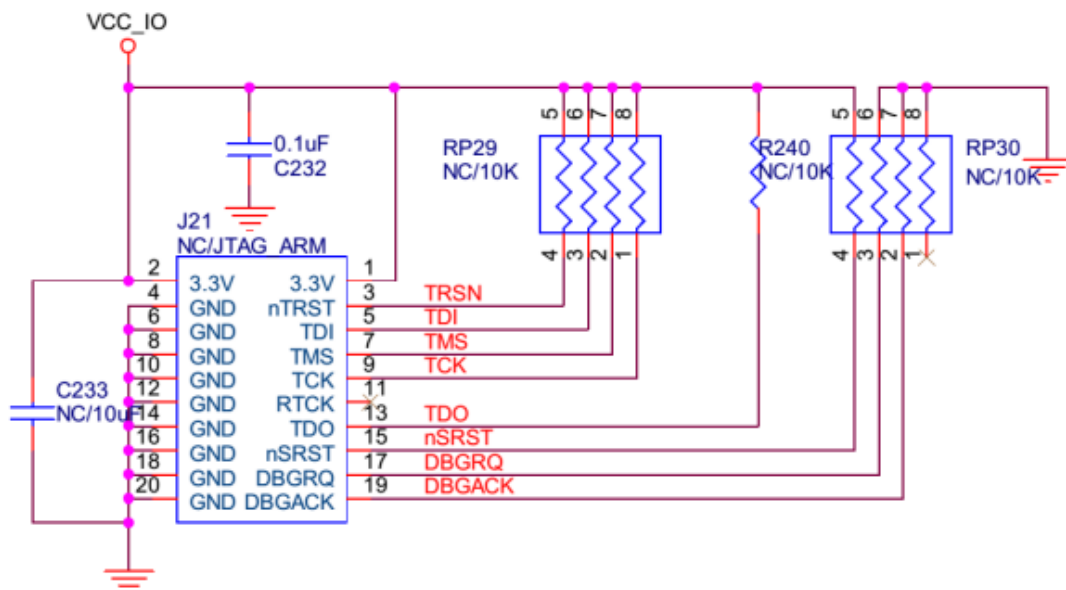 VCC_IO
5 6 7 8
5 6 7 8
0.1uF
C232
RP29
NC/10K
R240
NC/10K
RP30
NC/10K
J21
NC/JTAG_ARM
4 3 2 1
4 3 2 1
2 3.3V 3.3V 1
4 GND nTRST 3 TRSN
6 GND TDI 5 TDI
8 GND TMS 7 TMS
10 GND TCK 9 TCK
12 GND RTCK 11
14 GND TDO 13 TDO
16 GND nSRST 15 nSRST
18 GND DBGRQ 17 DBGRQ
20 GND DBGACK 19 DBGACK
C233
NC/10uF